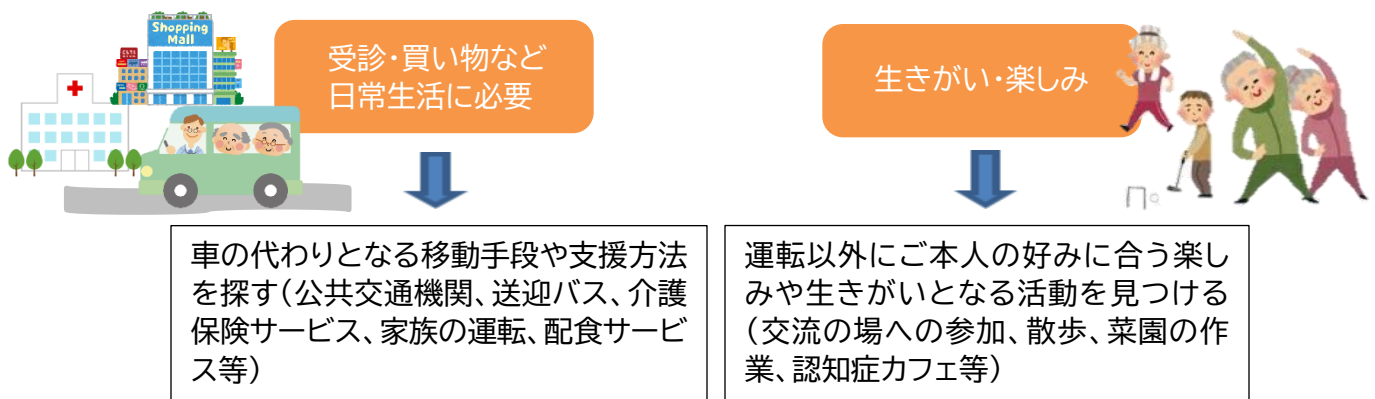 Shopping
Mall
受診・買い物など
日常生活に必要
生きがい・楽しみ
車の代わりとなる移動手段や支援方法
を探す(公共交通機関、送迎バス、介護
保険サービス、家族の運転、配食サービ
ス等)
運転以外にご本人の好みに合う楽し
みや生きがいとなる活動を見つける
(交流の場への参加、散歩、菜園の作
業、認知症カフェ等)